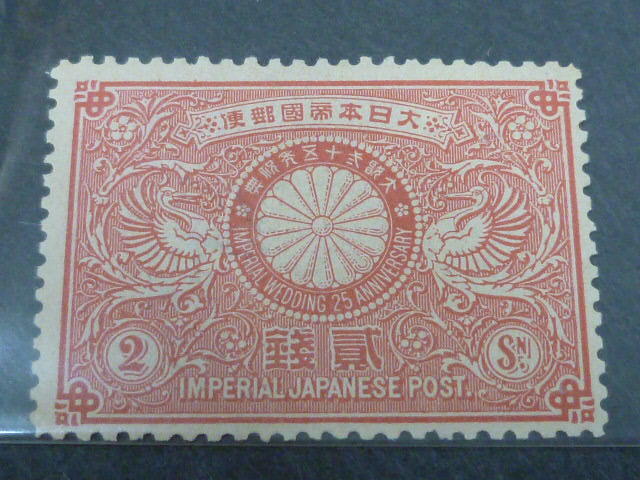 大日本帝國郵便
大婚貮十五年祝典
IMPERIAL WEDDING 25 ANNIVERSARY
貳錢
2 SN
IMPERIAL JAPANESE POST.